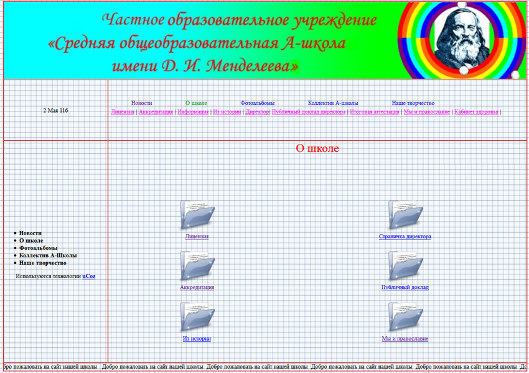 Частное образовательное учреждение
«Средняя общеобразовательная А-школа
имени Д. И. Менделеева»
2 Мая 116
Новости О школе Фотоальбомы Коллектив А-школы Наше творчество
Лицензия | Аккредитация | Информация | Из истории | Директор| Публичный доклад директора | Итоговая аттестация | Мы и православие | Кабинет здоровья |
О школе
Лицензия Страничка директора
Новости
О школе
Фотоальбомы
Коллектив А-Школы
Наше творчество
Используются технологии uCoz
Аккредитация Публичный доклад
Из истории Мы и православие
бро пожаловать на сайт нашей школы Добро пожаловать на сайт нашей школы Добро пожаловать на сайт нашей школы Добро пожаловать на сайт нашей школы Добро пожаловать на сайт нашей школы